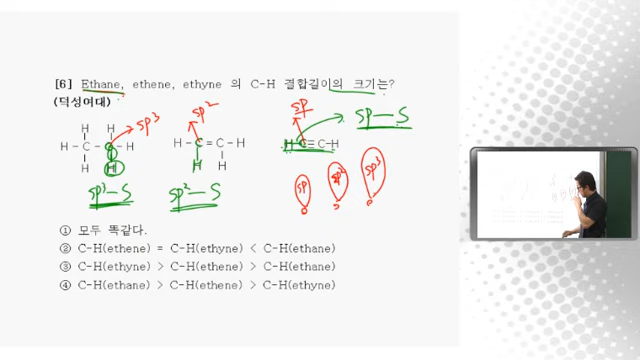 [6] Ethane, ethene, ethyne 의 C-H 결합길이의 크기는?
(덕성여대)
sp³
sp²
sp
sp—S
H H
H-C-C-H
H H
H-C=C-H
H H
H-C≡C-H
sp³—S
sp²—S
sp sp² sp³
① 모두 똑같다.
② C-H(ethene) = C-H(ethyne) < C-H(ethane)
③ C-H(ethyne) > C-H(ethene) > C-H(ethane)
④ C-H(ethane) > C-H(ethene) > C-H(ethyne)